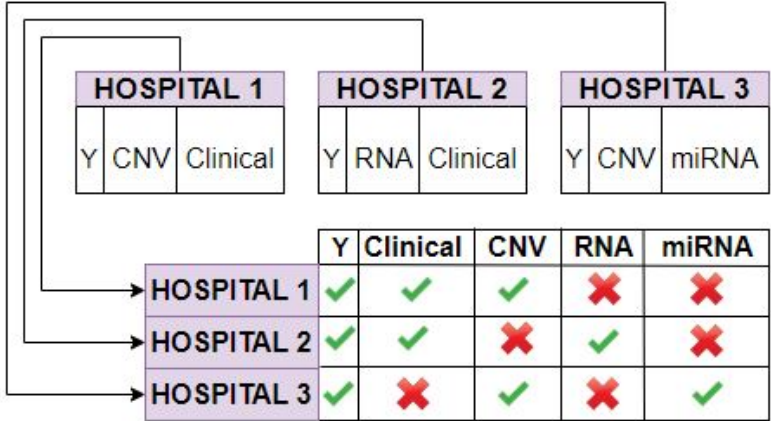 HOSPITAL 1 HOSPITAL 2 HOSPITAL 3
Y CNV Clinical Y RNA Clinical Y CNV miRNA
Y Clinical CNV RNA miRNA
HOSPITAL 1
HOSPITAL 2
HOSPITAL 3